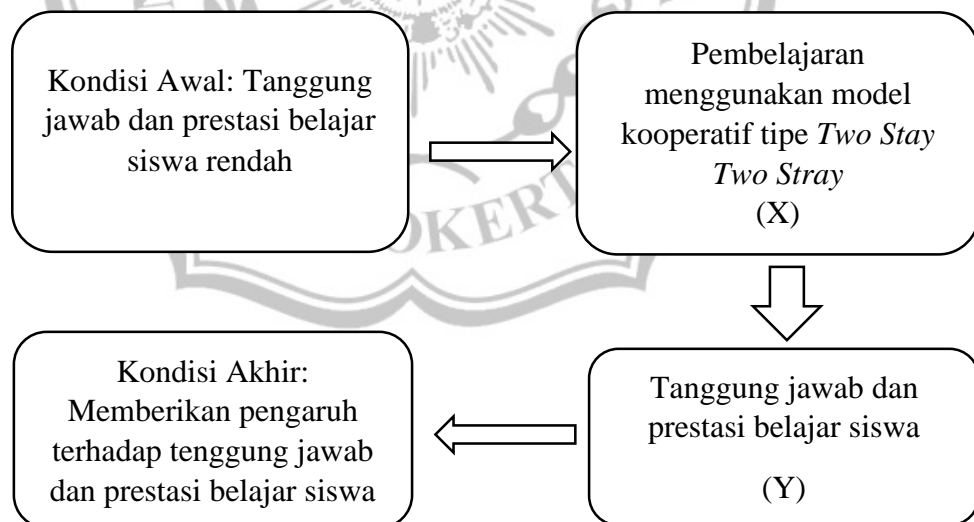 Kondisi Awal: Tanggung
jawab dan prestasi belajar
siswa rendah
Pembelajaran
menggunakan model
kooperatif tipe Two Stay
Two Stray
(X)
OKERT
Tanggung jawab dan
prestasi belajar siswa
(Y)
Kondisi Akhir:
Memberikan pengaruh
terhadap tenggung jawab
dan prestasi belajar siswa